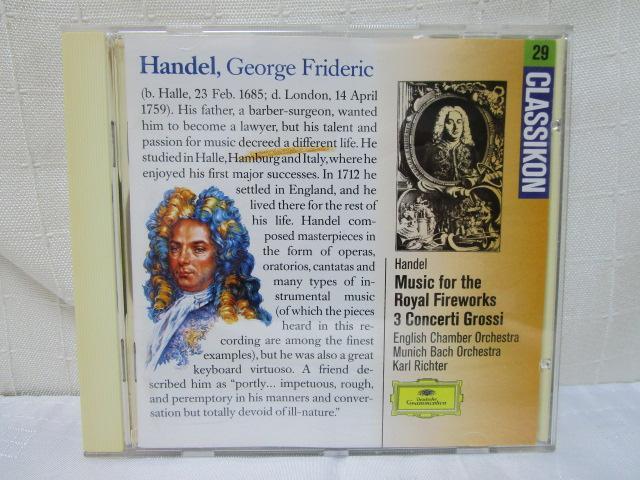 Handel, George Frideric
(b. Halle, 23 Feb. 1685; d. London, 14 April
1759). His father, a barber-surgeon, wanted
him to become a lawyer, but his talent and
passion for music decreed a different life. He
studied in Halle, Hamburg and Italy, where he
enjoyed his first major successes. In 1712 he
settled in England, and he
lived there for the rest of
his life. Handel com-
posed masterpieces in
the form of operas,
oratorios, cantatas and
many types of in-
strumental music
(of which the pieces
heard in this re-
cording are among the finest
examples), but he was also a great
keyboard virtuoso. A friend de-
scribed him as "portly... impetuous, rough,
and peremptory in his manners and conver-
sation but totally devoid of ill-nature."
29
CLASSIKON
Handel
Music for the
Royal Fireworks
3 Concerti Grossi
English Chamber Orchestra
Munich Bach Orchestra
Karl Richter
Deutsche
Grammophon